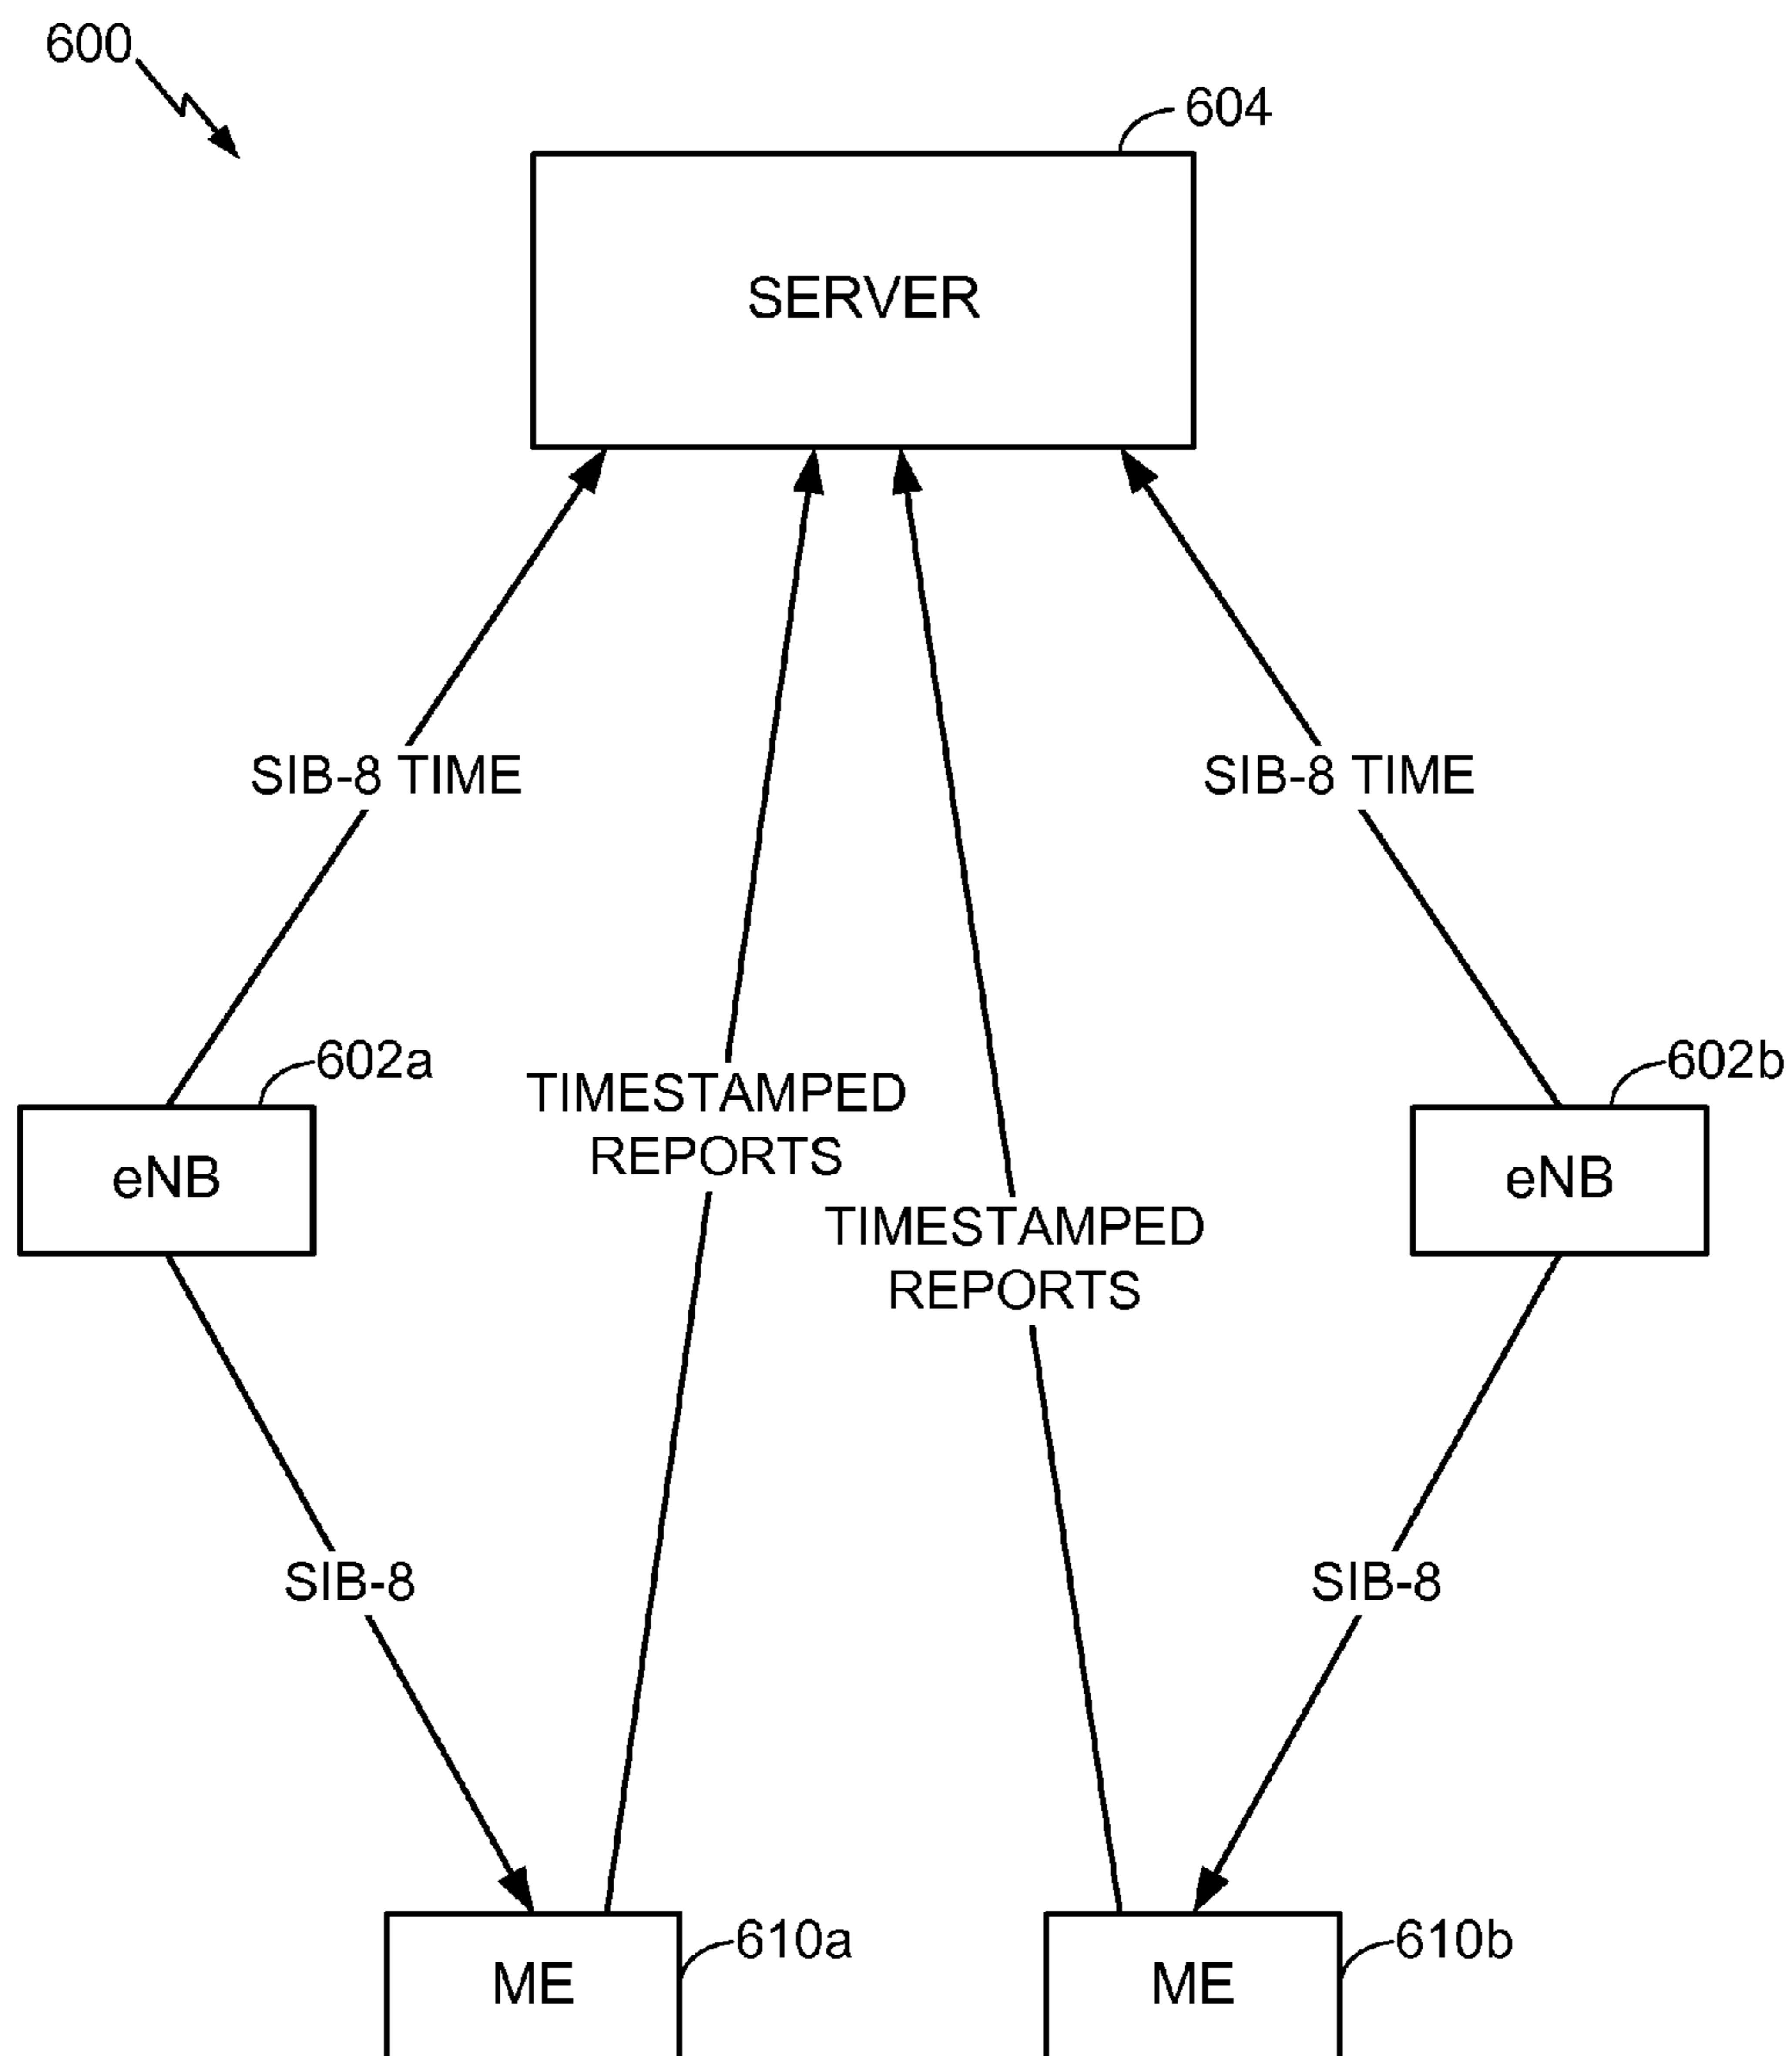 600
604
SERVER
SIB-8 TIME
SIB-8 TIME
602a
602b
eNB
TIMESTAMPED
REPORTS
eNB
TIMESTAMPED
REPORTS
SIB-8
SIB-8
ME
610a
ME
610b